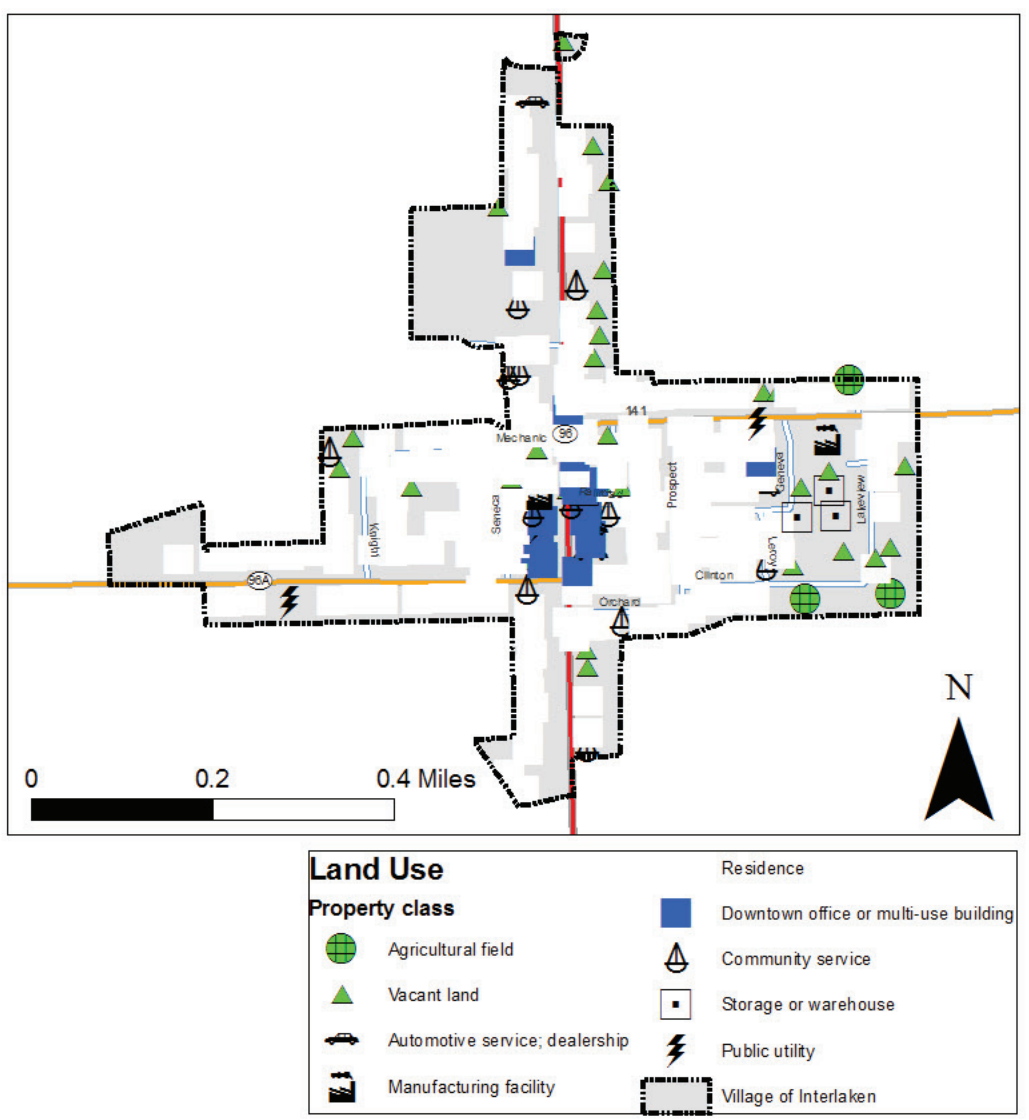 141
Mechanic
96
Geneva
Prospect
Lakeview
Seneca
Knight
Leroy
96A
Clinton
Orchard
N
0 0.2 0.4 Miles
Land Use
Property class
Agricultural field
Vacant land
Automotive service; dealership
Manufacturing facility
Residence
Downtown office or multi-use building
Community service
Storage or warehouse
Public utility
Village of Interlaken